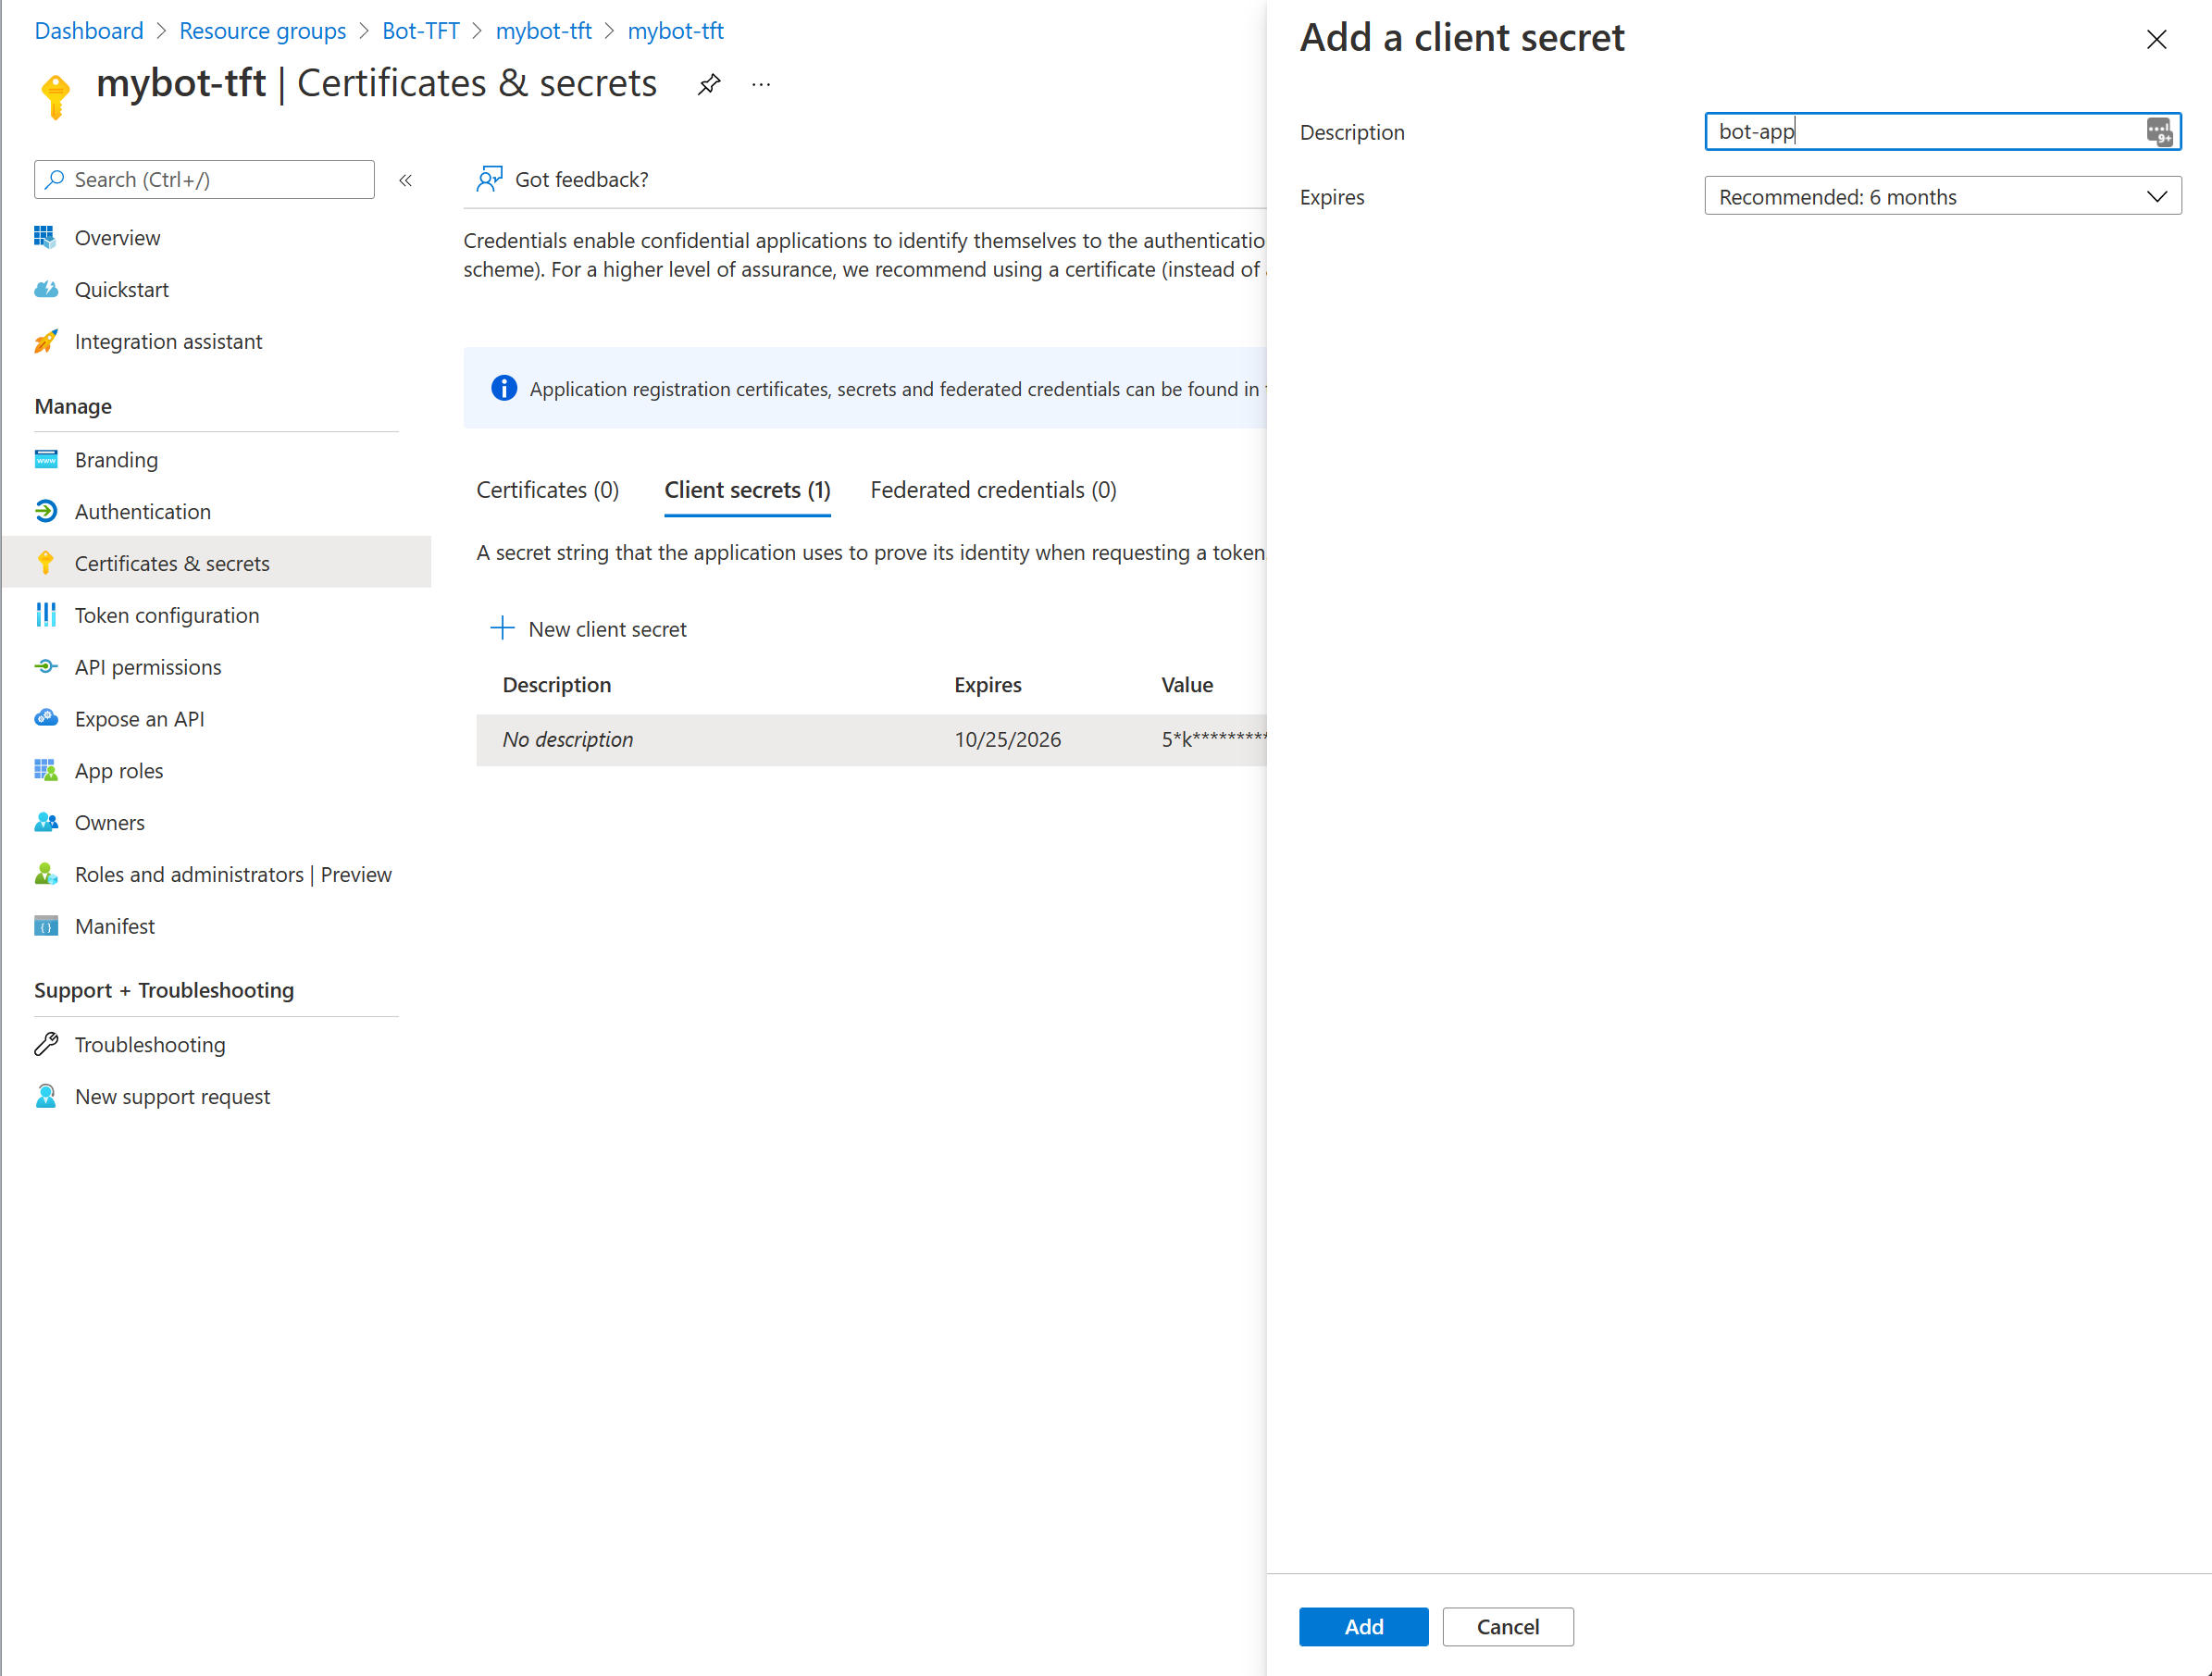 Dashboard > Resource groups > Bot-TFT > mybot-tft > mybot-tft
mybot-tft | Certificates & secrets
Search (Ctrl+/)
Overview
Quickstart
Integration assistant
Manage
Branding
Authentication
Certificates & secrets
Token configuration
API permissions
Expose an API
App roles
Owners
Roles and administrators | Preview
Manifest
Support + Troubleshooting
Troubleshooting
New support request
Got feedback?
Credentials enable confidential applications to identify themselves to the authenticatio
scheme). For a higher level of assurance, we recommend using a certificate (instead of
Application registration certificates, secrets and federated credentials can be found in
Certificates (0) Client secrets (1) Federated credentials (0)
A secret string that the application uses to prove its identity when requesting a token
New client secret
Description Expires Value
No description 10/25/2026 5*k*********
Add a client secret
Description bot-app
9+
Expires Recommended: 6 months
Add Cancel